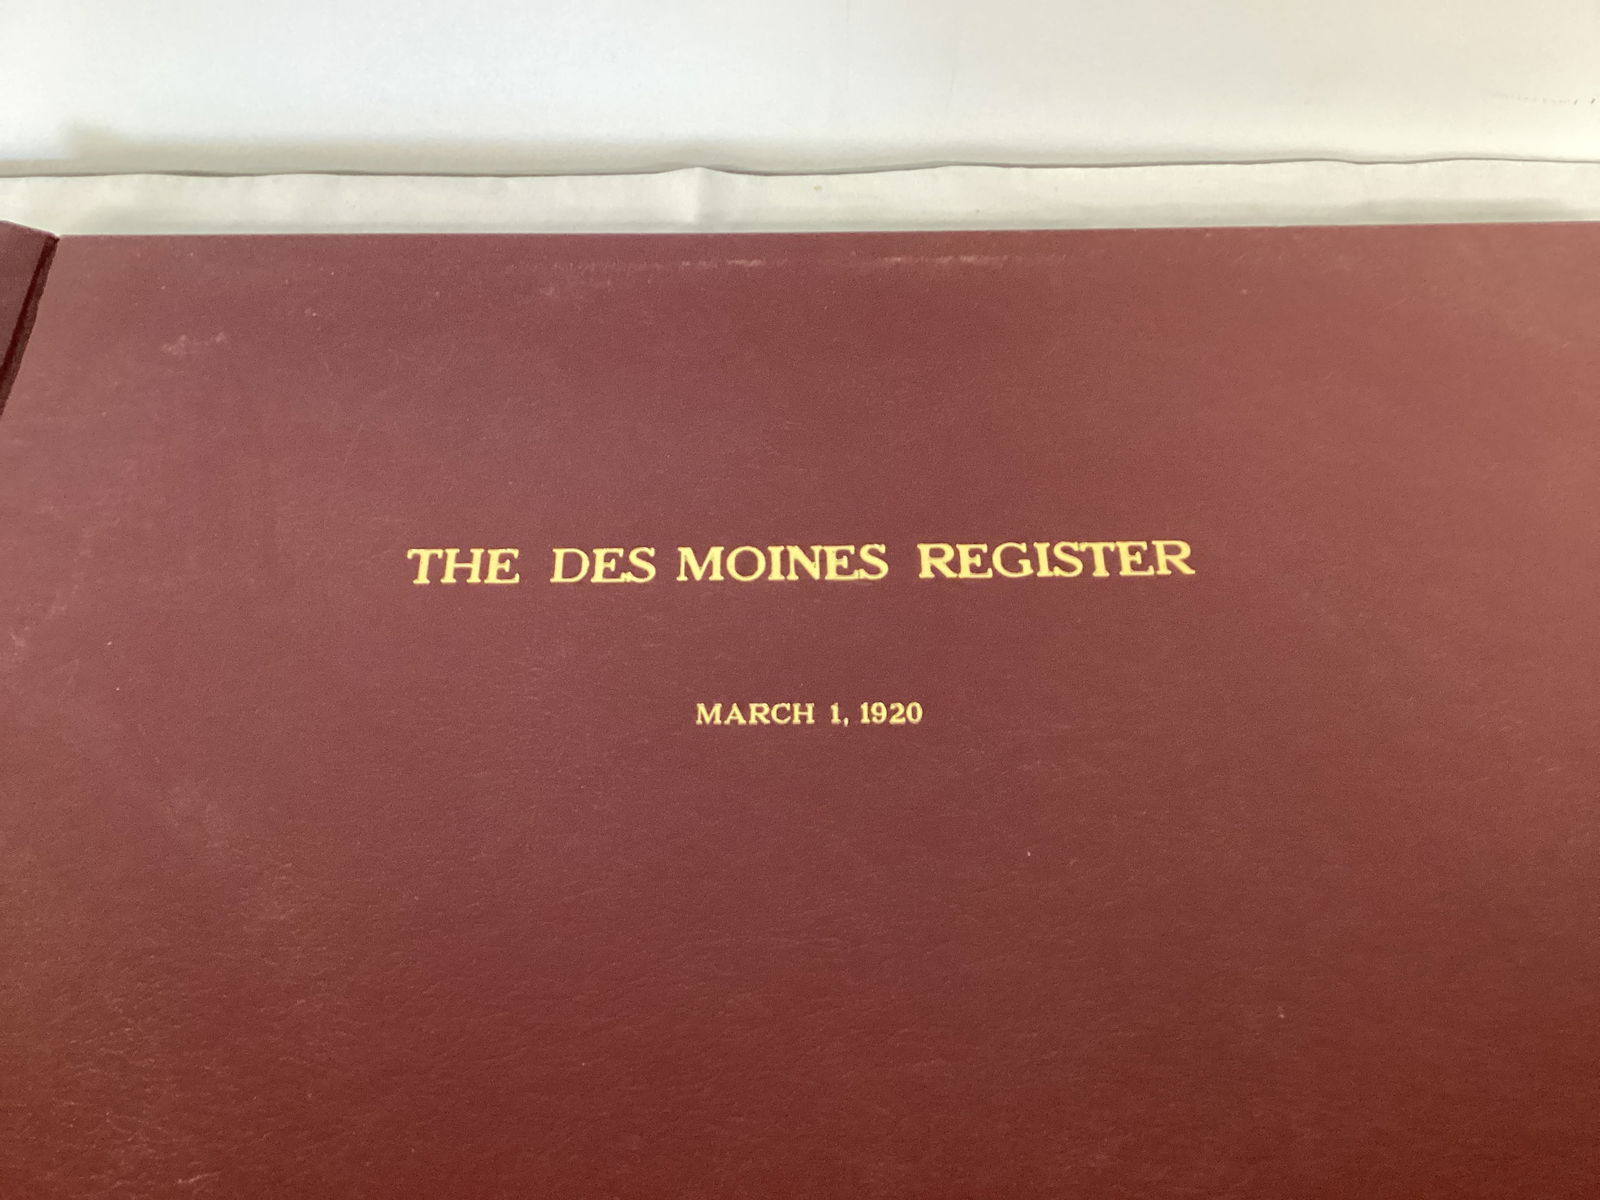 THE DES MOINES REGISTER
MARCH 1, 1920